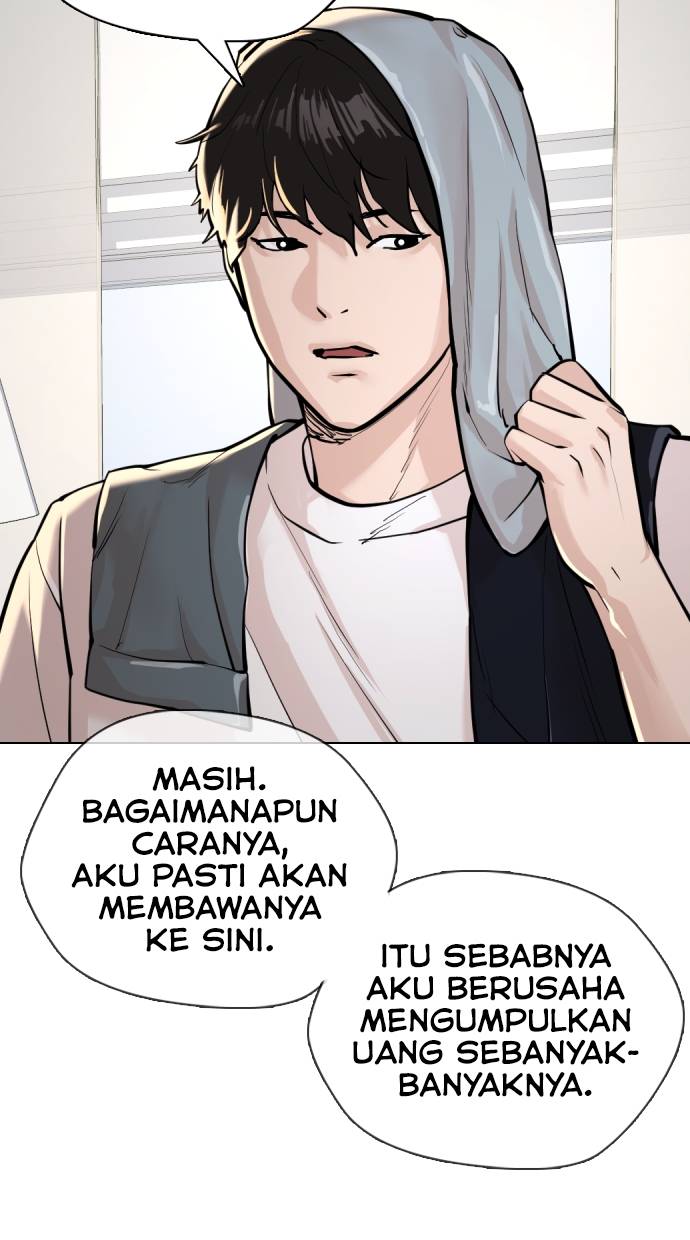 MASIH.
BAGAIMANAPUN
CARANYA,
AKU PASTI AKAN
MEMBAWANYA
KE SINI.
ITU SEBABNYA
AKU BERUSAHA
MENGUMPULKAN
UANG SEBANYAK-
BANYAKNYA.